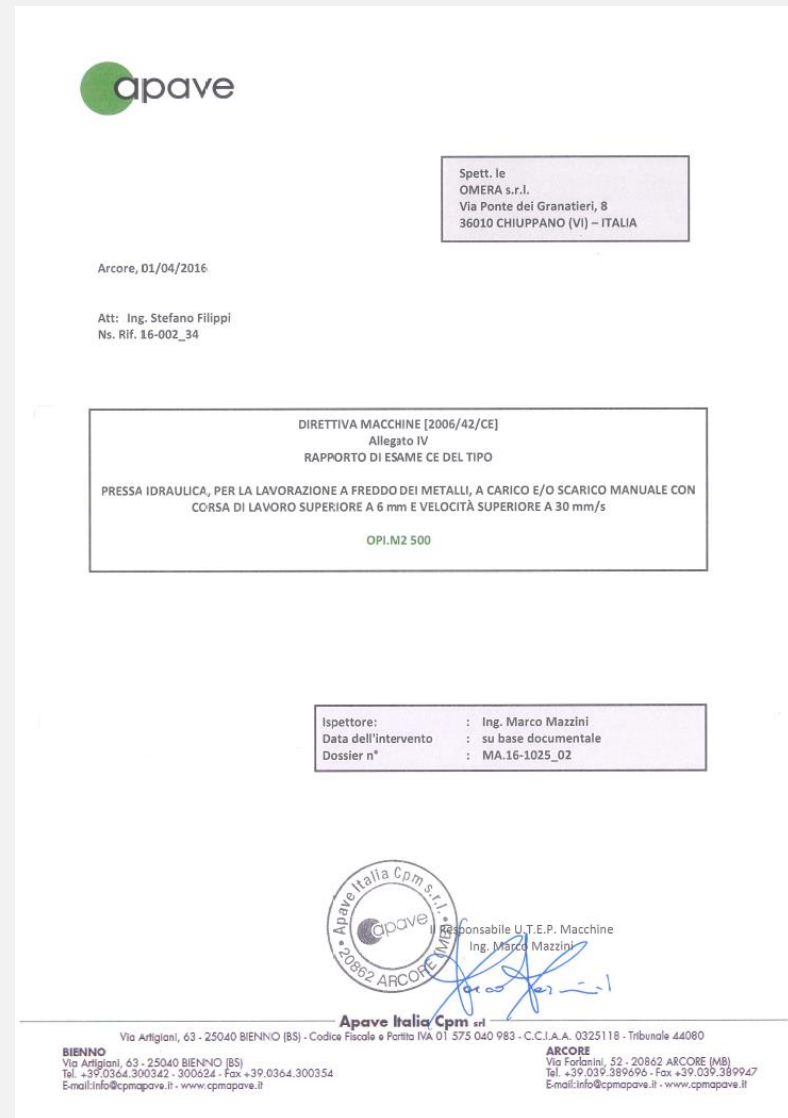 apave
Spett. le
OMERA s.r.l.
Via Ponte dei Granatieri, 8
36010 CHIUPPANO (VI) – ITALIA
Arcore, 01/04/2016
Att: Ing. Stefano Filippi
Ns. Rif. 16-002_34
DIRETTIVA MACCHINE [2006/42/CE]
Allegato IV
RAPPORTO DI ESAME CE DEL TIPO
PRESSA IDRAULICA, PER LA LAVORAZIONE A FREDDO DEI METALLI, A CARICO E/O SCARICO MANUALE CON
CORSA DI LAVORO SUPERIORE A 6 mm E VELOCITÀ SUPERIORE A 30 mm/s
OPI.M2 500
Ispettore: : Ing. Marco Mazzini
Data dell'intervento : su base documentale
Dossier n° : MA.16-1025_02
Apave Italia Cpm s.r.l.
apave
20862 ARCORE (MB)
Il Responsabile U.T.E.P. Macchine
Ing. Marco Mazzini
Apave Italia Cpm srl
Via Artigiani, 63 - 25040 BIENNO (BS) - Codice Fiscale e Partita IVA 01 575 040 983 - C.C.I.A.A. 0325118 - Tribunale 44080
BIENNO
Via Artigiani, 63 - 25040 BIENNO (BS)
Tel. +39.0364.300342 - 300624 - Fax +39.0364.300354
E-mail:info@cpmapave.it - www.cpmapave.it
ARCORE
Via Forlanini, 52 - 20862 ARCORE (MB)
Tel. +39.039.389696 - Fax +39.039.389947
E-mail:info@cpmapave.it - www.cpmapave.it